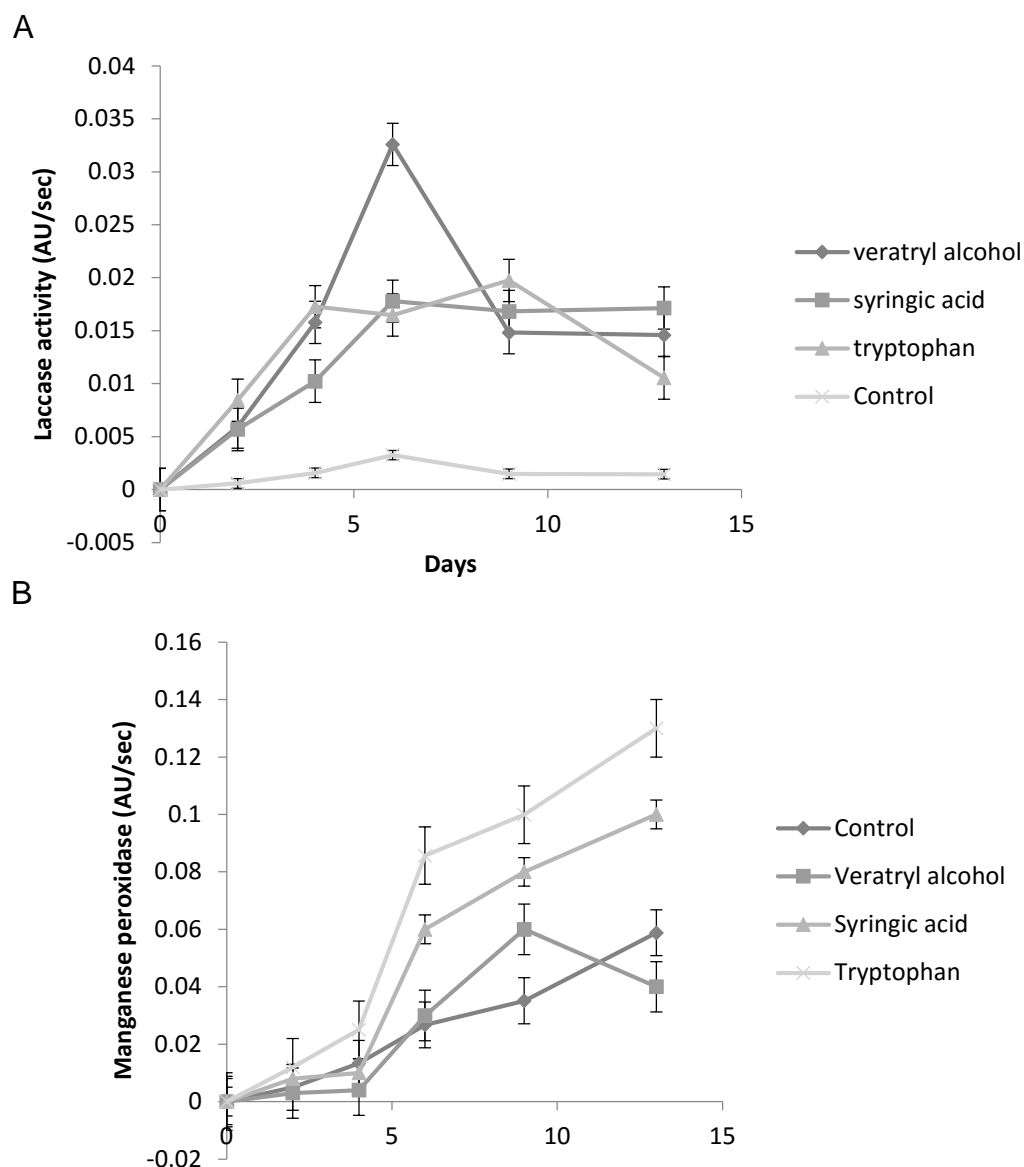 A
0.04
0.035
0.03
0.025
0.02
0.015
0.01
0.005
0
-0.005
Laccase activity (AU/sec)
0 5 10 15
Days
veratryl alcohol
syringic acid
tryptophan
Control
B
0.16
0.14
0.12
0.1
0.08
0.06
0.04
0.02
0
-0.02
Manganese peroxidase (AU/sec)
0 5 10 15
Control
Veratryl alcohol
Syringic acid
Tryptophan